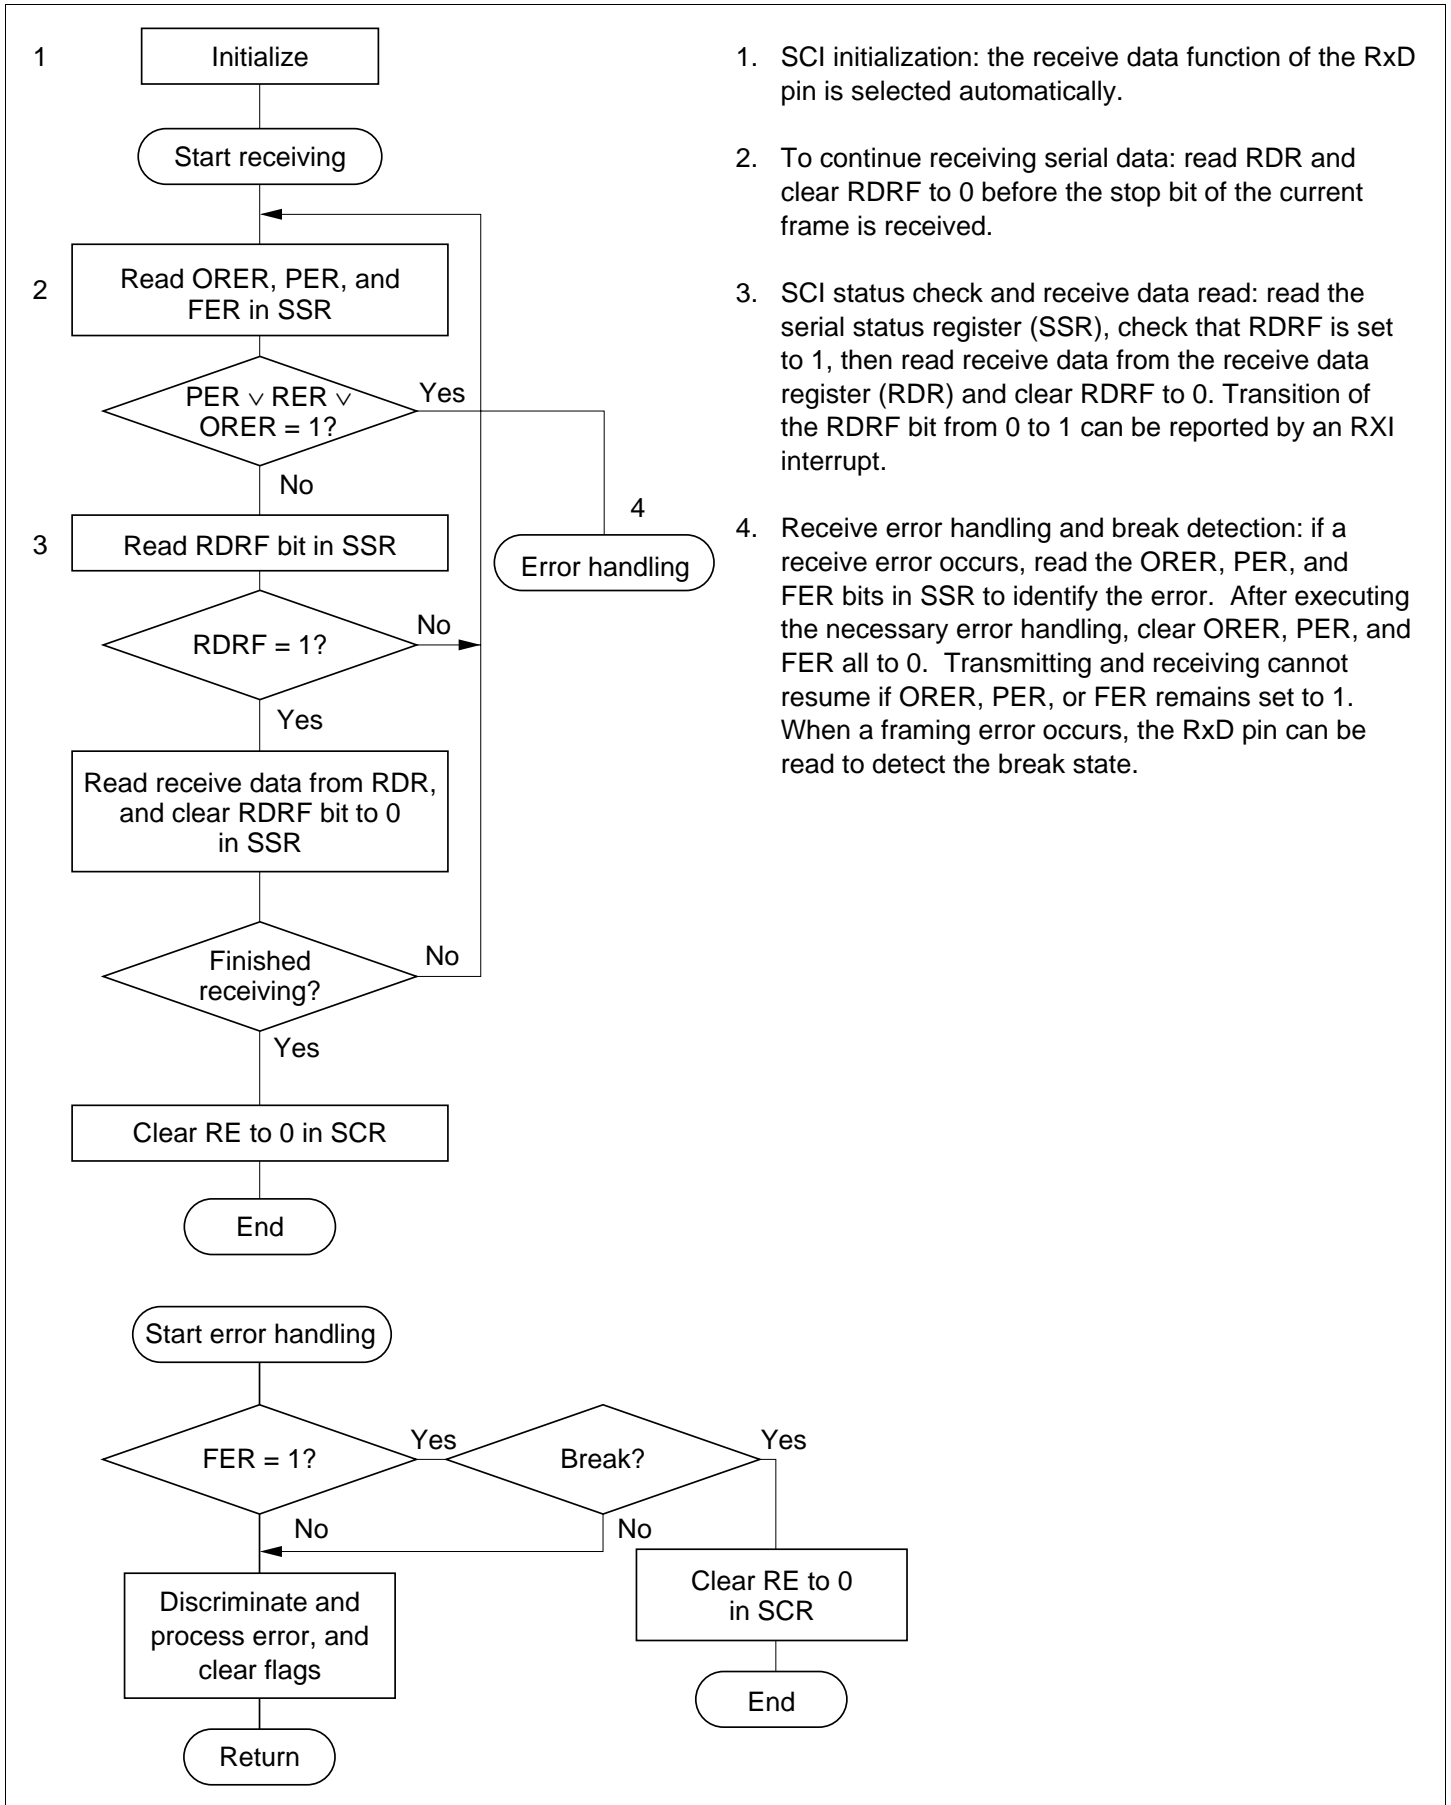 1
Initialize
Start receiving
2
Read ORER, PER, and
FER in SSR
PER ∨ RER ∨
ORER = 1?
Yes
No
4
Error handling
3
Read RDRF bit in SSR
RDRF = 1?
No
Yes
Read receive data from RDR,
and clear RDRF bit to 0
in SSR
Finished
receiving?
No
Yes
Clear RE to 0 in SCR
End
1. SCI initialization: the receive data function of the RxD
pin is selected automatically.
2. To continue receiving serial data: read RDR and
clear RDRF to 0 before the stop bit of the current
frame is received.
3. SCI status check and receive data read: read the
serial status register (SSR), check that RDRF is set
to 1, then read receive data from the receive data
register (RDR) and clear RDRF to 0. Transition of
the RDRF bit from 0 to 1 can be reported by an RXI
interrupt.
4. Receive error handling and break detection: if a
receive error occurs, read the ORER, PER, and
FER bits in SSR to identify the error. After executing
the necessary error handling, clear ORER, PER, and
FER all to 0. Transmitting and receiving cannot
resume if ORER, PER, or FER remains set to 1.
When a framing error occurs, the RxD pin can be
read to detect the break state.
Start error handling
FER = 1?
Yes
Break?
Yes
No
No
Clear RE to 0
in SCR
End
Discriminate and
process error, and
clear flags
Return